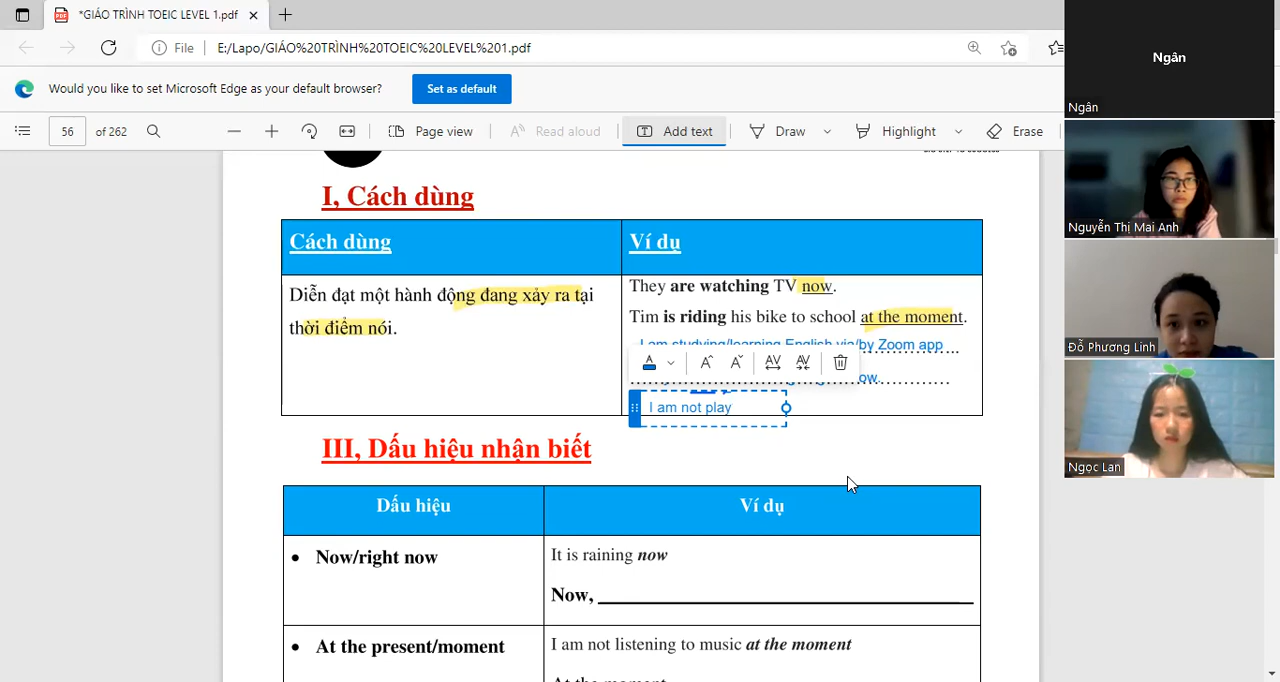 *GIÁO TRÌNH TOEIC LEVEL 1.pdf
File E:/Lapo/GIÁO%20TRÌNH%20TOEIC%20LEVEL%201.pdf
Would you like to set Microsoft Edge as your default browser? Set as default
56 of 262 Page view Read aloud Add text Draw Highlight Erase
I, Cách dùng
Cách dùng Ví dụ
Diễn đạt một hành động đang xảy ra tại
thời điểm nói.
They are watching TV now.
Tim is riding his bike to school at the moment.
I am studying/learning English via/by Zoom app
I am not play
III, Dấu hiệu nhận biết
Dấu hiệu Ví dụ
• Now/right now
It is raining now
Now,
• At the present/moment
I am not listening to music at the moment
At the moment
Ngân
Ngân
Nguyễn Thị Mai Anh
Đỗ Phương Linh
Ngọc Lan